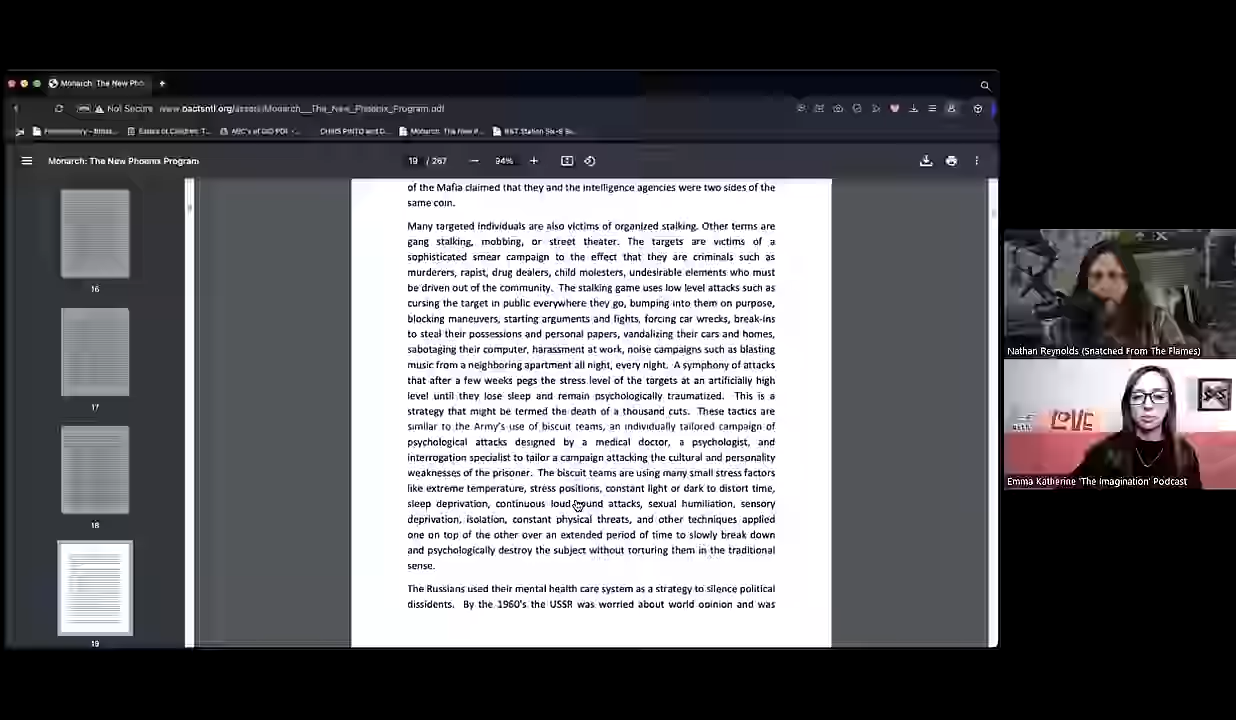 Monarch: The New Pho
Not Secure www.pactsntl.org/assets/Monarch__The_New_Phoenix_Program.pdf
ABC's of DID PDF -
CHRIS PINTO and D...
Monarch: The New P...
Monarch: The New Phoenix Program
19 / 267
94%
of the Mafia claimed that they and the intelligence agencies were two sides of the
same coin.
Many targeted individuals are also victims of organized stalking. Other terms are
gang stalking, mobbing, or street theater. The targets are victims of a
sophisticated smear campaign to the effect that they are criminals such as
murderers, rapist, drug dealers, child molesters, undesirable elements who must
be driven out of the community. The stalking game uses low level attacks such as
cursing the target in public everywhere they go, bumping into them on purpose,
blocking maneuvers, starting arguments and fights, forcing car wrecks, break-ins
to steal their possessions and personal papers, vandalizing their cars and homes,
sabotaging their computer, harassment at work, noise campaigns such as blasting
music from a neighboring apartment all night, every night. A symphony of attacks
that after a few weeks pegs the stress level of the targets at an artificially high
level until they lose sleep and remain psychologically traumatized. This is a
strategy that might be termed the death of a thousand cuts. These tactics are
similar to the Army's use of biscuit teams, an individually tailored campaign of
psychological attacks designed by a medical doctor, a psychologist, and
interrogation specialist to tailor a campaign attacking the cultural and personality
weaknesses of the prisoner. The biscuit teams are using many small stress factors
like extreme temperature, stress positions, constant light or dark to distort time,
sleep deprivation, continuous loud sound attacks, sexual humiliation, sensory
deprivation, isolation, constant physical threats, and other techniques applied
one on top of the other over an extended period of time to slowly break down
and psychologically destroy the subject without torturing them in the traditional
sense.
The Russians used their mental health care system as a strategy to silence political
dissidents. By the 1960's the USSR was worried about world opinion and was
16
17
18
19
Nathan Reynolds (Snatched From The Flames)
LOVE
Emma Katherine 'The Imagination' Podcast